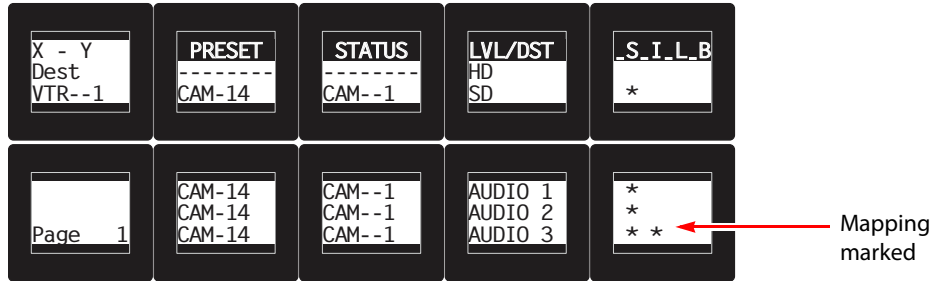 X - Y
Dest
VTR--1
PRESET
--------
CAM-14
STATUS
--------
CAM--1
LVL/DST
HD
SD
_S_I_L_B
*
Page 1
CAM-14
CAM-14
CAM-14
CAM--1
CAM--1
CAM--1
AUDIO 1
AUDIO 2
AUDIO 3
*
*
* *
Mapping
marked